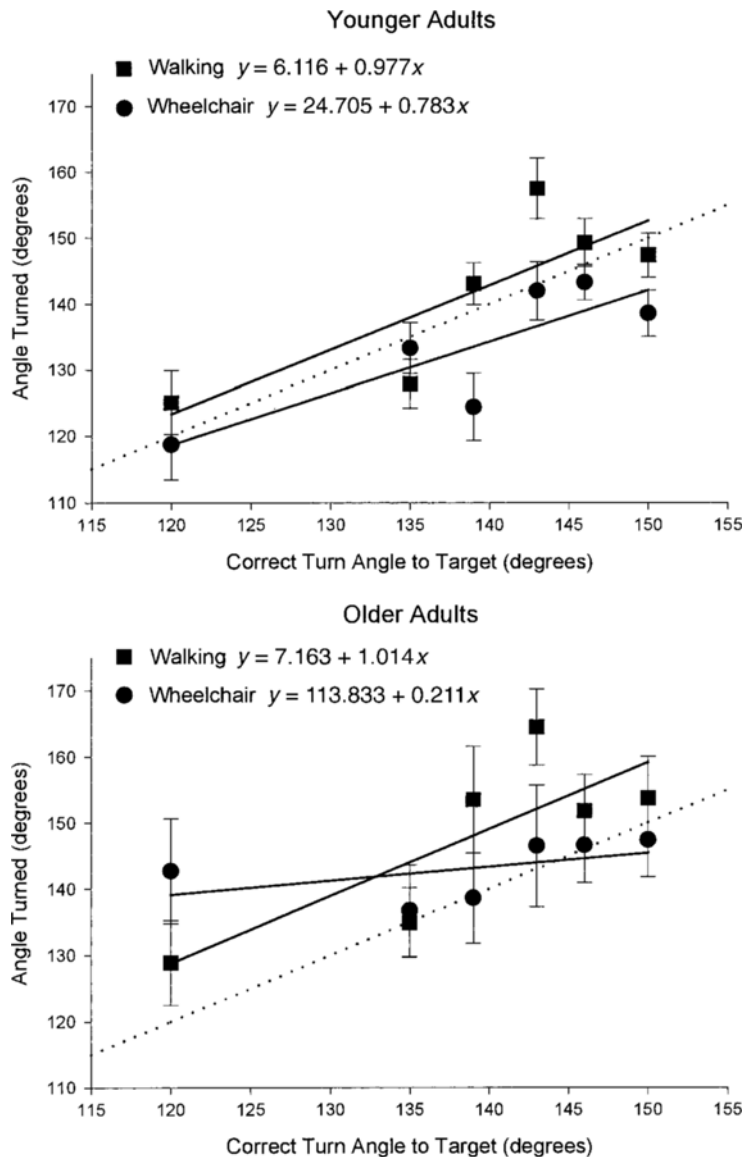 Younger Adults
Walking y = 6.116 + 0.977x
Wheelchair y = 24.705 + 0.783x
170
160
150
140
130
120
110
Angle Turned (degrees)
115 120 125 130 135 140 145 150 155
Correct Turn Angle to Target (degrees)
Older Adults
Walking y = 7.163 + 1.014x
Wheelchair y = 113.833 + 0.211x
170
160
150
140
130
120
110
Angle Turned (degrees)
115 120 125 130 135 140 145 150 155
Correct Turn Angle to Target (degrees)